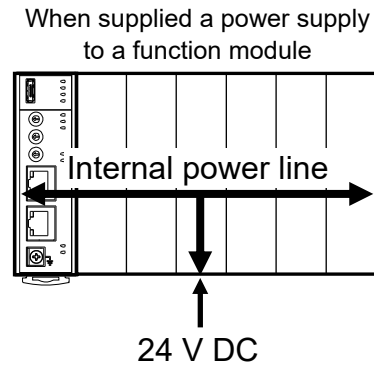 When supplied a power supply
to a function module
Internal power line
24 V DC